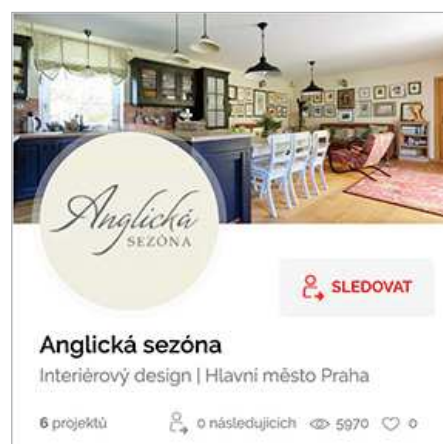 Anglická
SEZÓNA
SLEDOVAT
Anglická sezóna
Interiérový design | Hlavní město Praha
6 projektů 0 následujících 5970 0